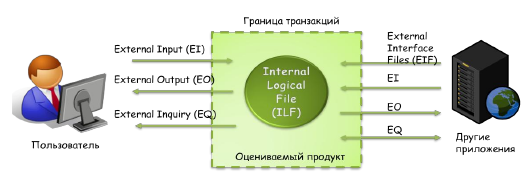 Граница транзакций
External Input (EI)
External Output (EO)
External Inquiry (EQ)
Пользователь
Internal
Logical
File
(ILF)
Оцениваемый продукт
External
Interface
Files (EIF)
EI
EO
EQ
Другие
приложения